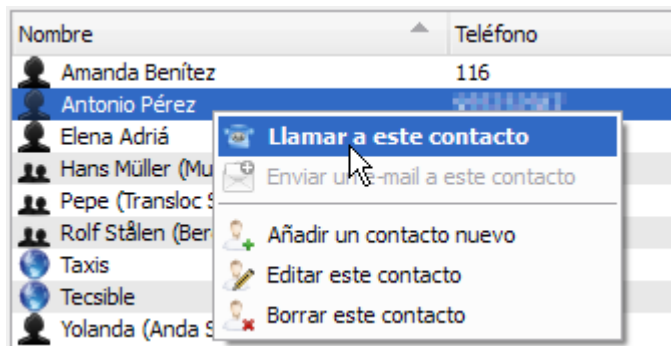 Nombre Teléfono
Amanda Benítez 116
Antonio Pérez
Elena Adriá
Llamar a este contacto
Hans Müller (Mu
Enviar un e-mail a este contacto
Pepe (Transloc
Rolf Stålen (Ber
Añadir un contacto nuevo
Taxis
Editar este contacto
Tecsible
Borrar este contacto
Yolanda (Anda